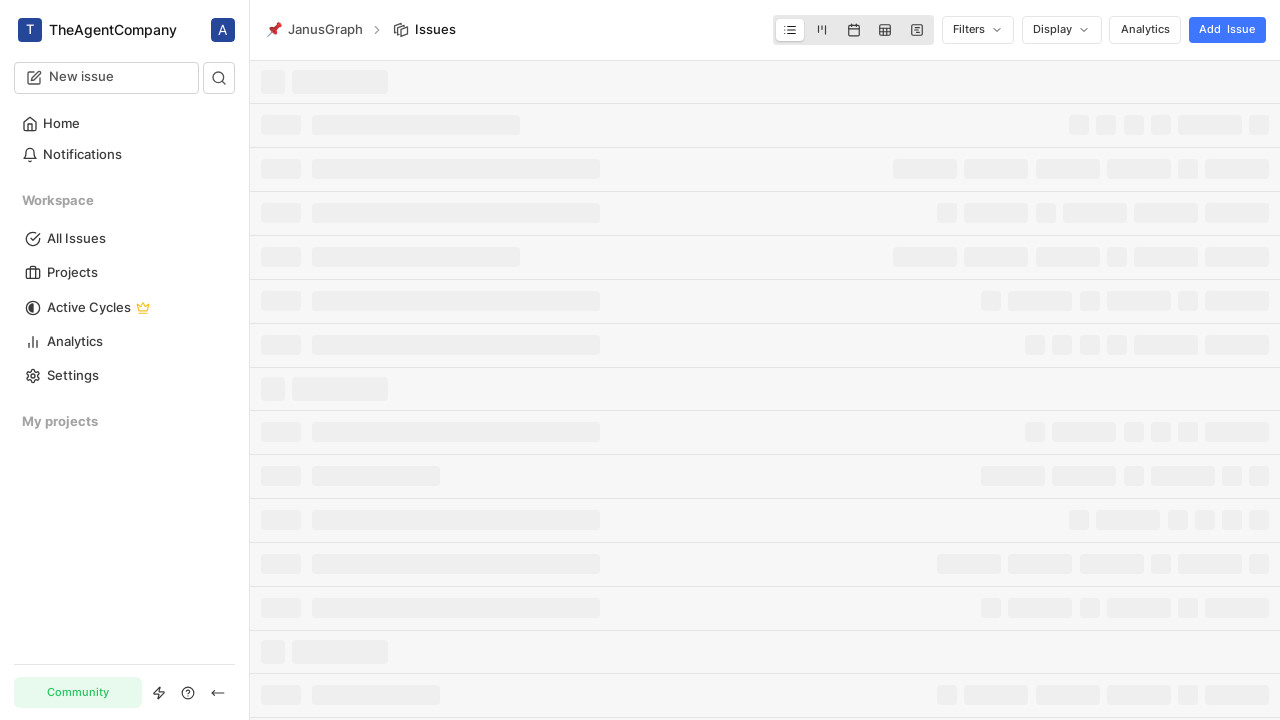 T TheAgentCompany A
New issue
Home
Notifications
Workspace
All Issues
Projects
Active Cycles
Analytics
Settings
My projects
Community
JanusGraph
Issues
Filters
Display
Analytics
Add Issue